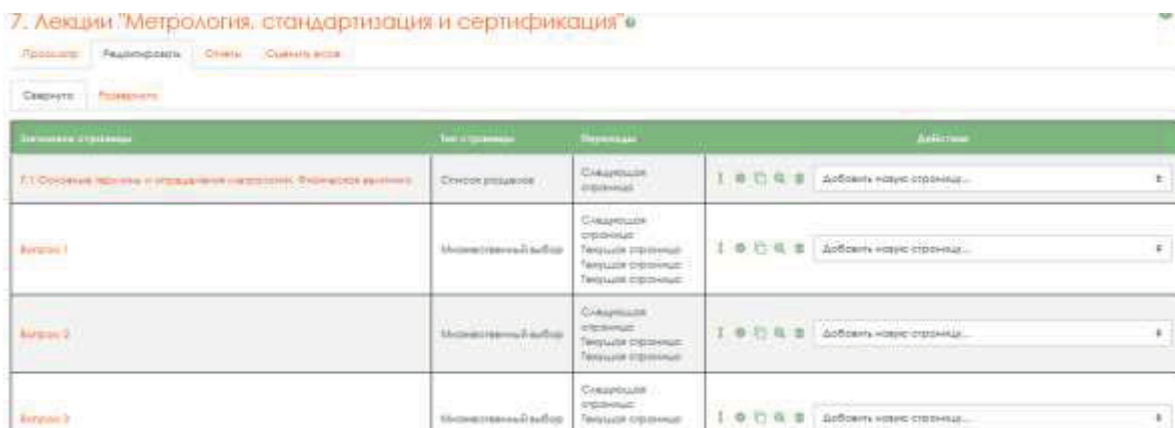 7. Лекции "Метрология, стандартизация и сертификация"
Просмотр Редактировать Отчеты Оценить эссе
Свернуто Развернуто
Заголовок страницы Тип страницы Переходы Действия
7.1 Основные термины и определения метрологии. Физическая величина Список разделов Следующая
страница Добавить новую страницу...
Вопрос 1 Множественный выбор Следующая
страница
Текущая страница
Текущая страница
Текущая страница Добавить новую страницу...
Вопрос 2 Множественный выбор Следующая
страница
Текущая страница
Текущая страница Добавить новую страницу...
Вопрос 3 Множественный выбор Следующая
страница
Текущая страница Добавить новую страницу...